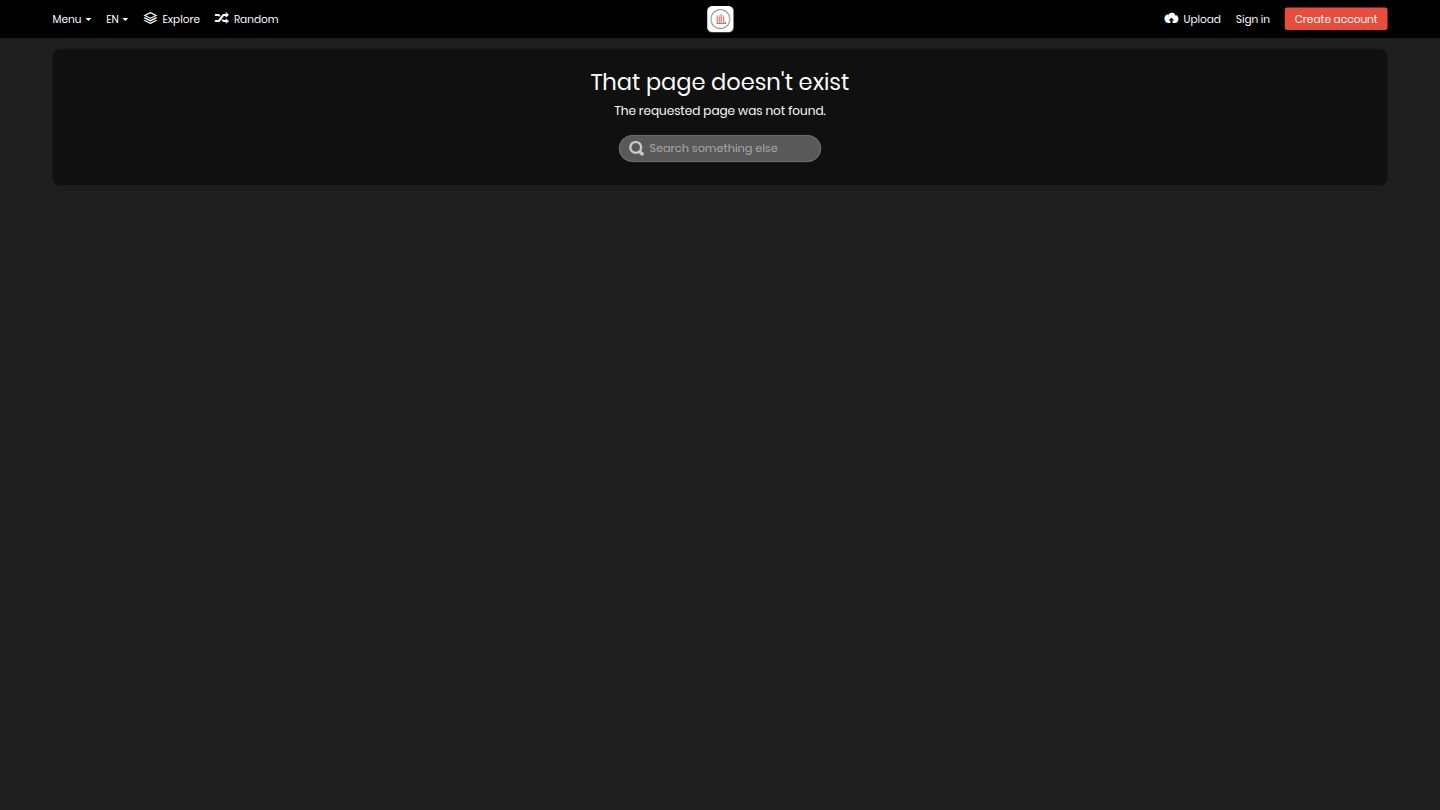 Menu EN Explore Random Upload Sign in Create account
That page doesn't exist
The requested page was not found.
Search something else